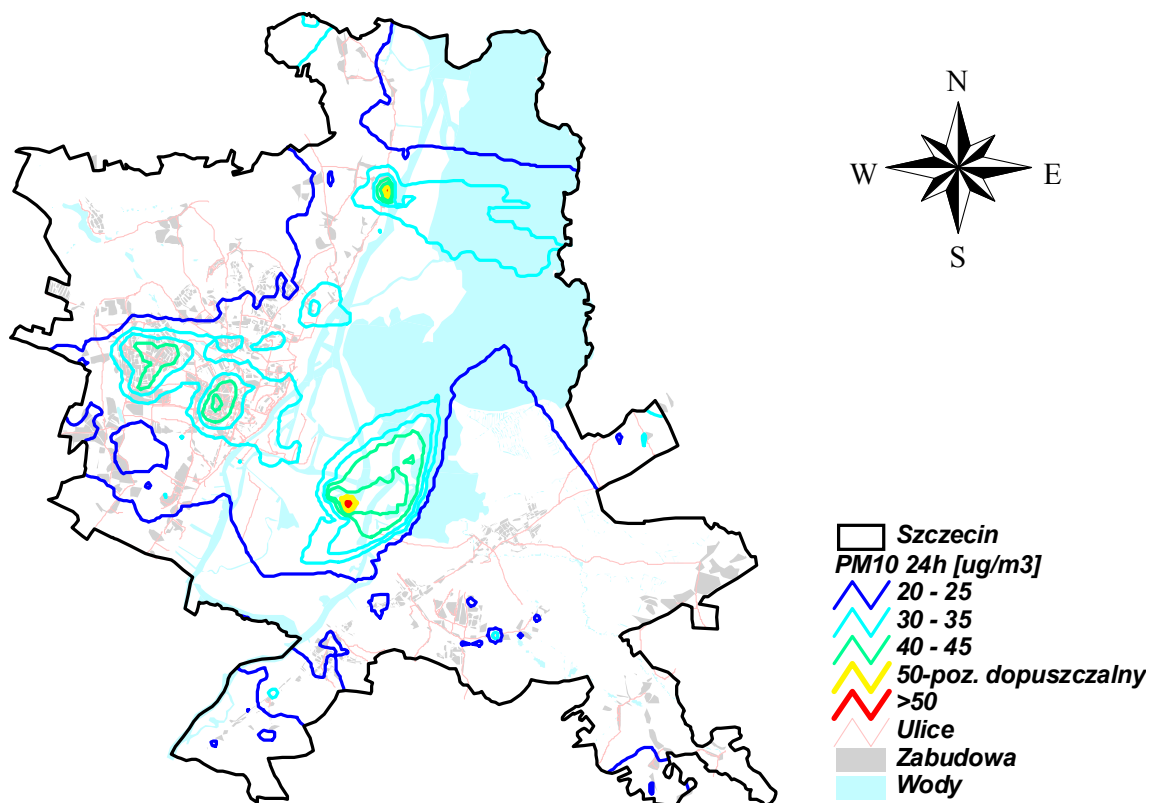 N
W E
S
Szczecin
PM10 24h [ug/m3]
20 - 25
30 - 35
40 - 45
50-poz. dopuszczalny
>50
Ulice
Zabudowa
Wody